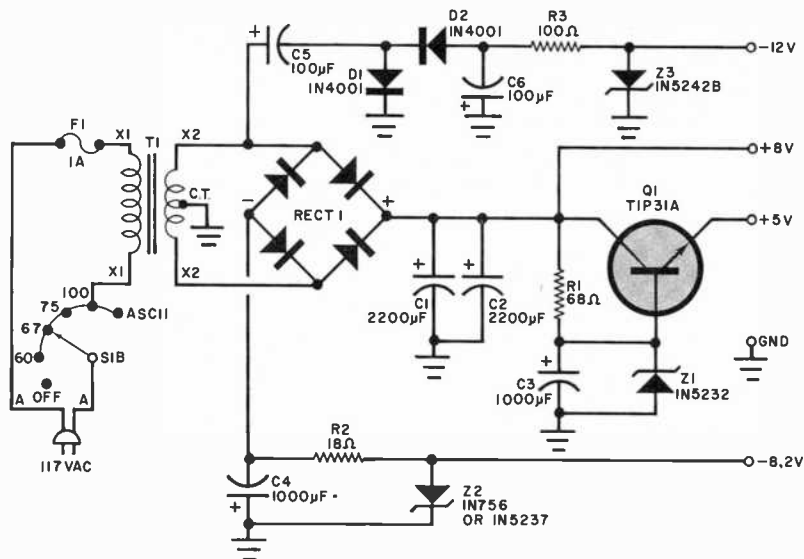 D2
1N4001
R3
100Ω
-12V
+
C5
100µF
D1
1N4001
C6
100µF
+
Z3
1N5242B
F1
1A
X1
T1
X2
C.T.
+8V
Q1
TIP31A
-
RECT 1
+
+5V
X1
X2
100
75
67
60
OFF
ASCII
S1B
A
A
117VAC
+
C1
2200µF
+
C2
2200µF
R1
68Ω
+
C3
1000µF
Z1
1N5232
GND
R2
18Ω
-8.2V
C4
1000µF
+
Z2
1N756
OR 1N5237